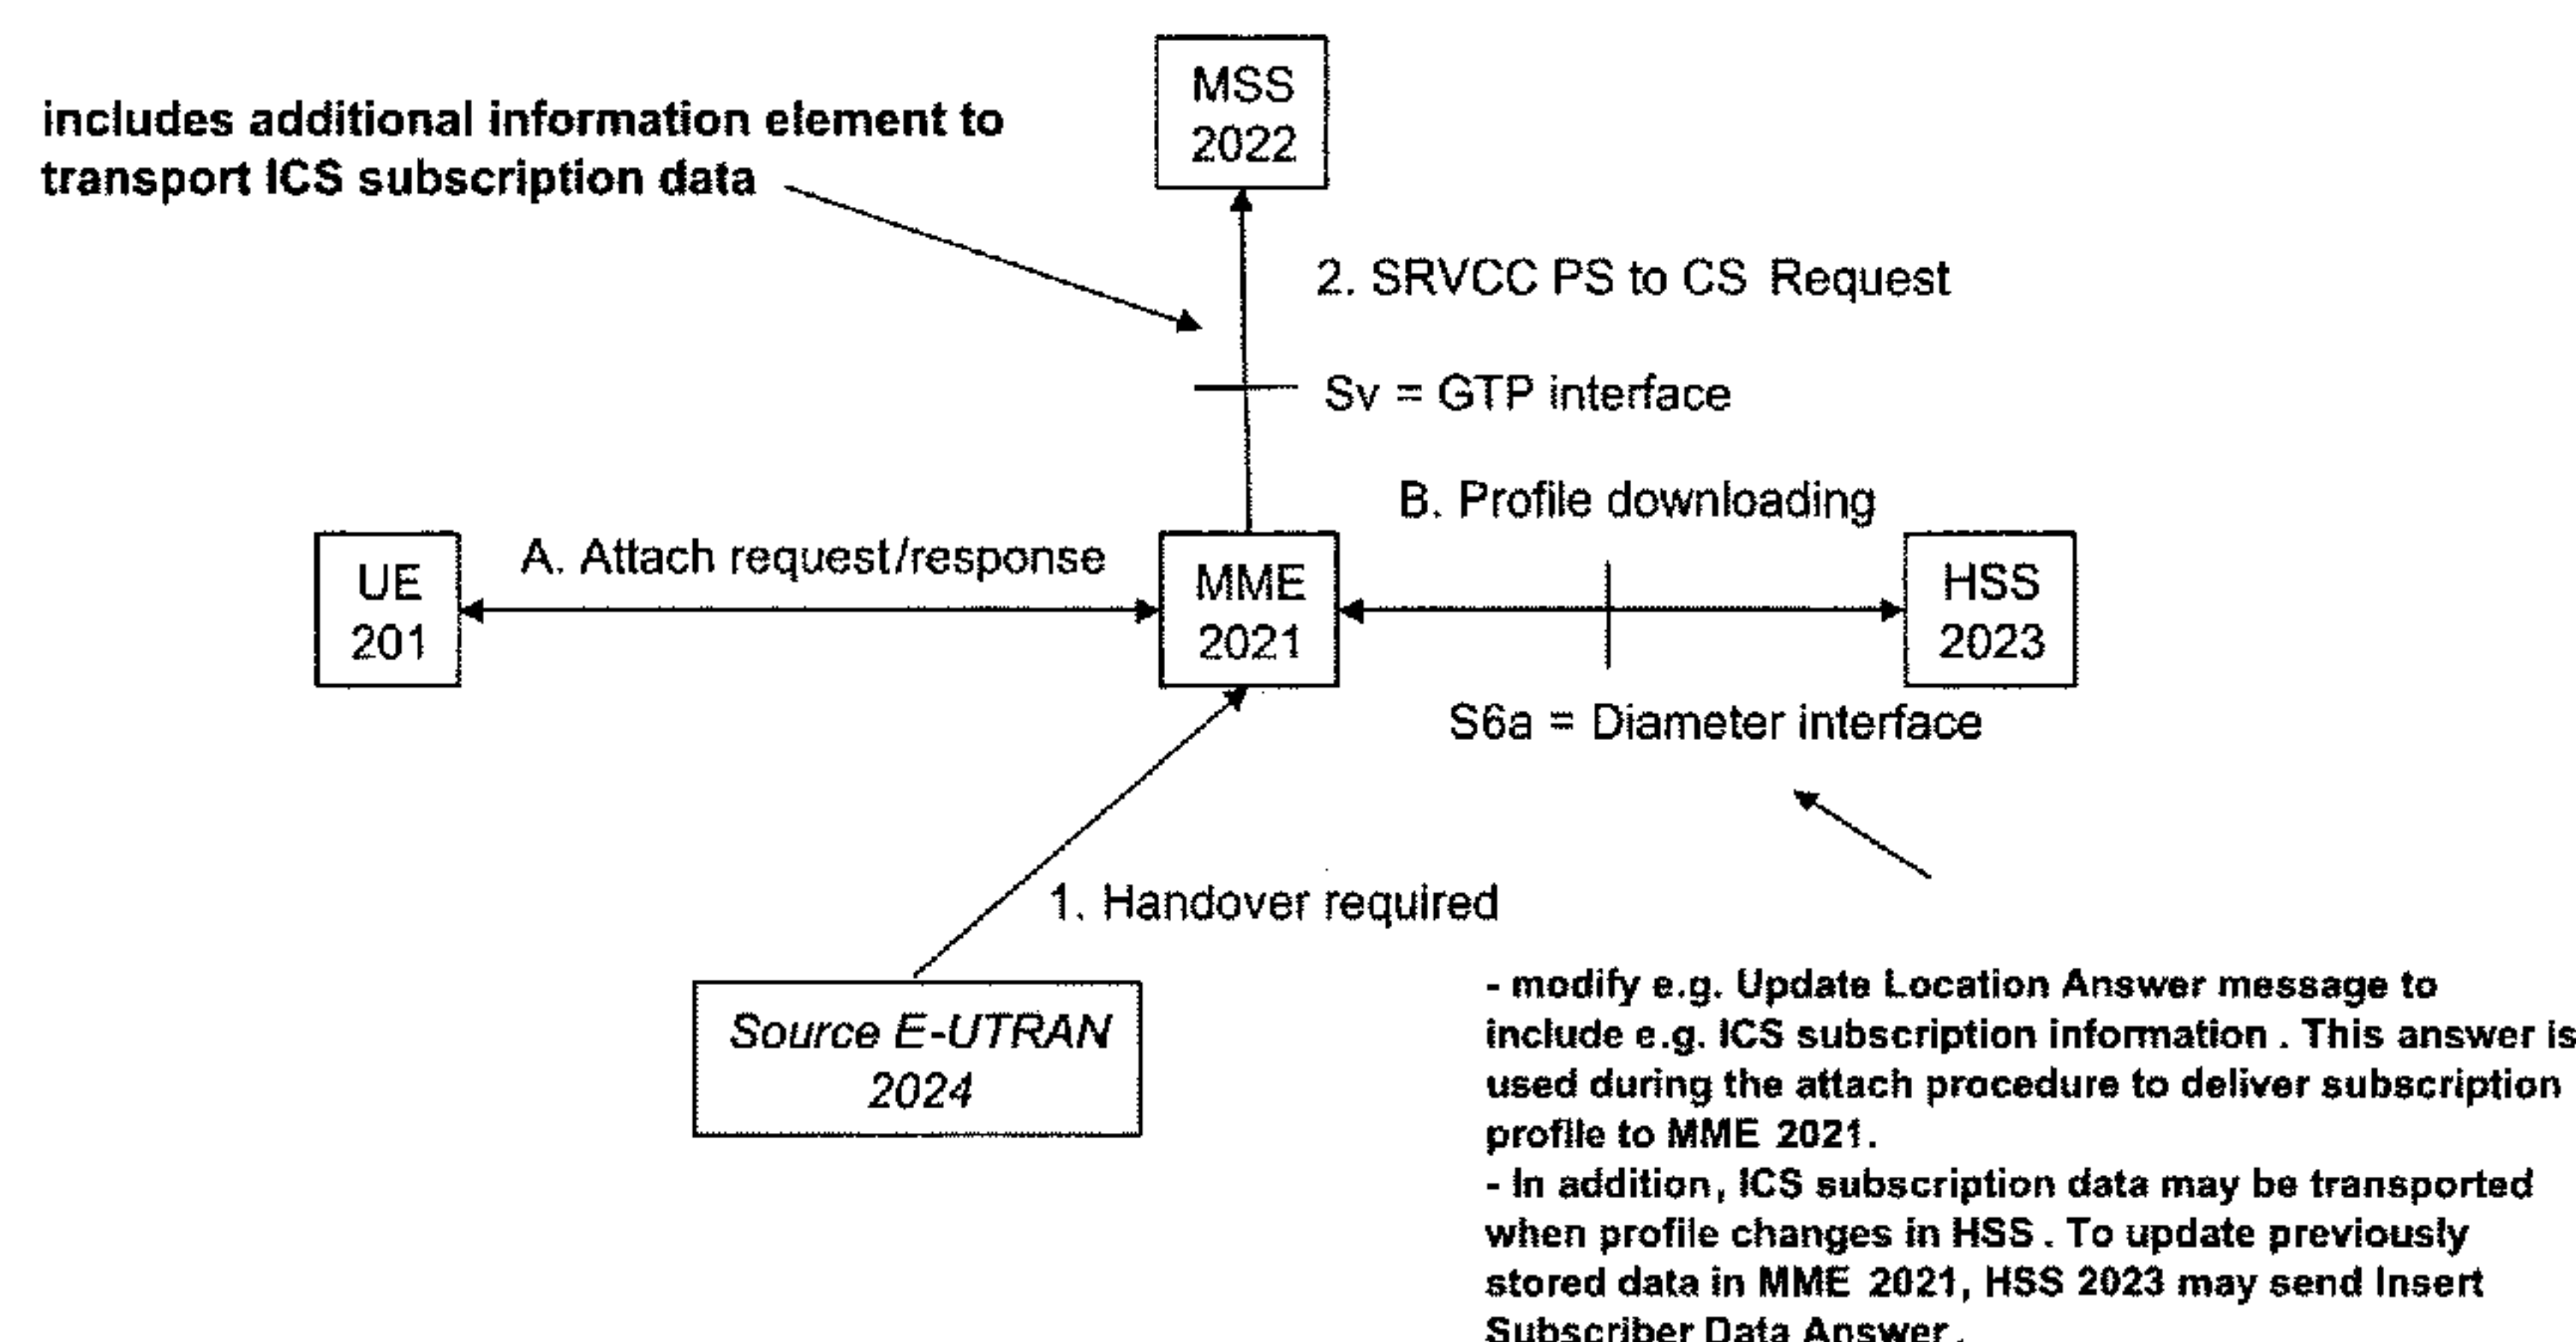 MSS
2022
includes additional information element to
transport ICS subscription data
2. SRVCC PS to CS Request
Sv = GTP interface
B. Profile downloading
A. Attach request/response
UE
201
MME
2021
HSS
2023
S6a = Diameter interface
1. Handover required
Source E-UTRAN
2024
- modify e.g. Update Location Answer message to
include e.g. ICS subscription information . This answer is
used during the attach procedure to deliver subscription
profile to MME 2021.
- In addition, ICS subscription data may be transported
when profile changes in HSS . To update previously
stored data in MME 2021, HSS 2023 may send Insert
Subscriber Data Answer .